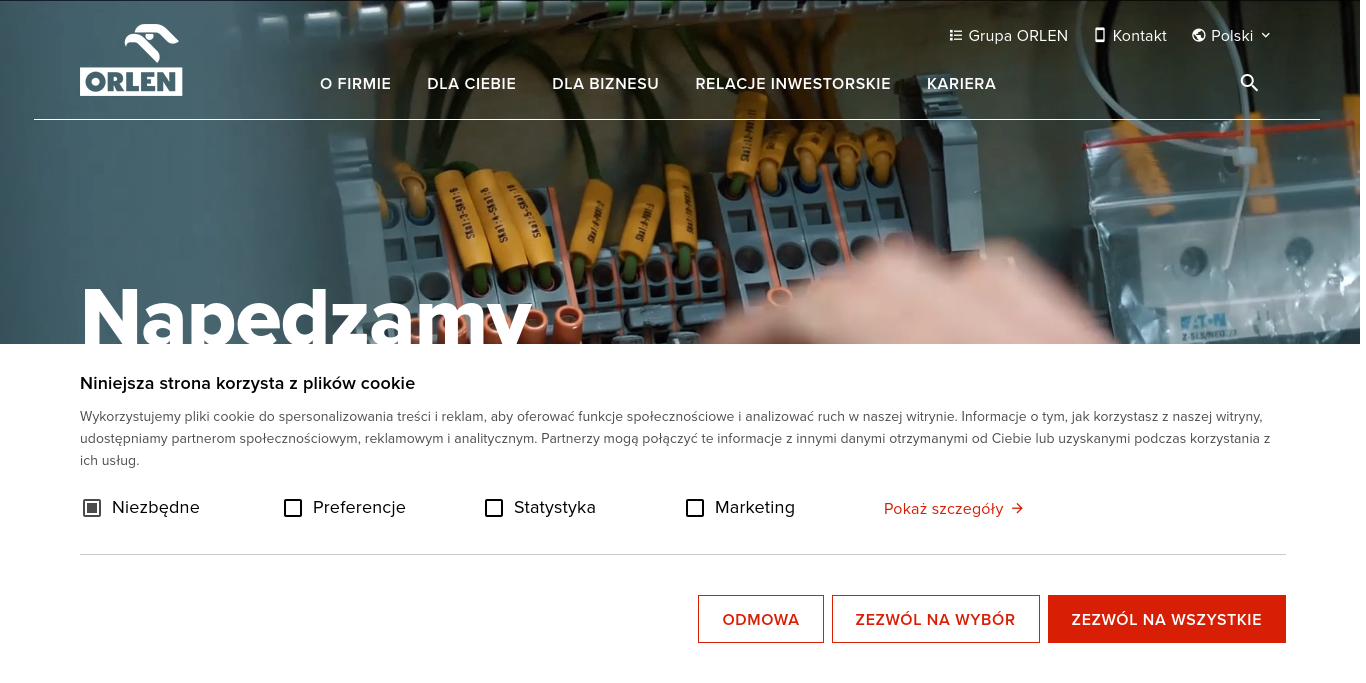 Grupa ORLEN
Kontakt
Polski
ORLEN
O FIRMIE
DLA CIEBIE
DLA BIZNESU
RELACJE INWESTORSKIE
KARIERA
Napędzamy
Niniejsza strona korzysta z plików cookie
Wykorzystujemy pliki cookie do spersonalizowania treści i reklam, aby oferować funkcje społecznościowe i analizować ruch w naszej witrynie. Informacje o tym, jak korzystasz z naszej witryny,
udostępniamy partnerom społecznościowym, reklamowym i analitycznym. Partnerzy mogą połączyć te informacje z innymi danymi otrzymanymi od Ciebie lub uzyskanymi podczas korzystania z
ich usług.
Niezbędne
Preferencje
Statystyka
Marketing
Pokaż szczegóły
ODMOWA
ZEZWÓL NA WYBÓR
ZEZWÓL NA WSZYSTKIE